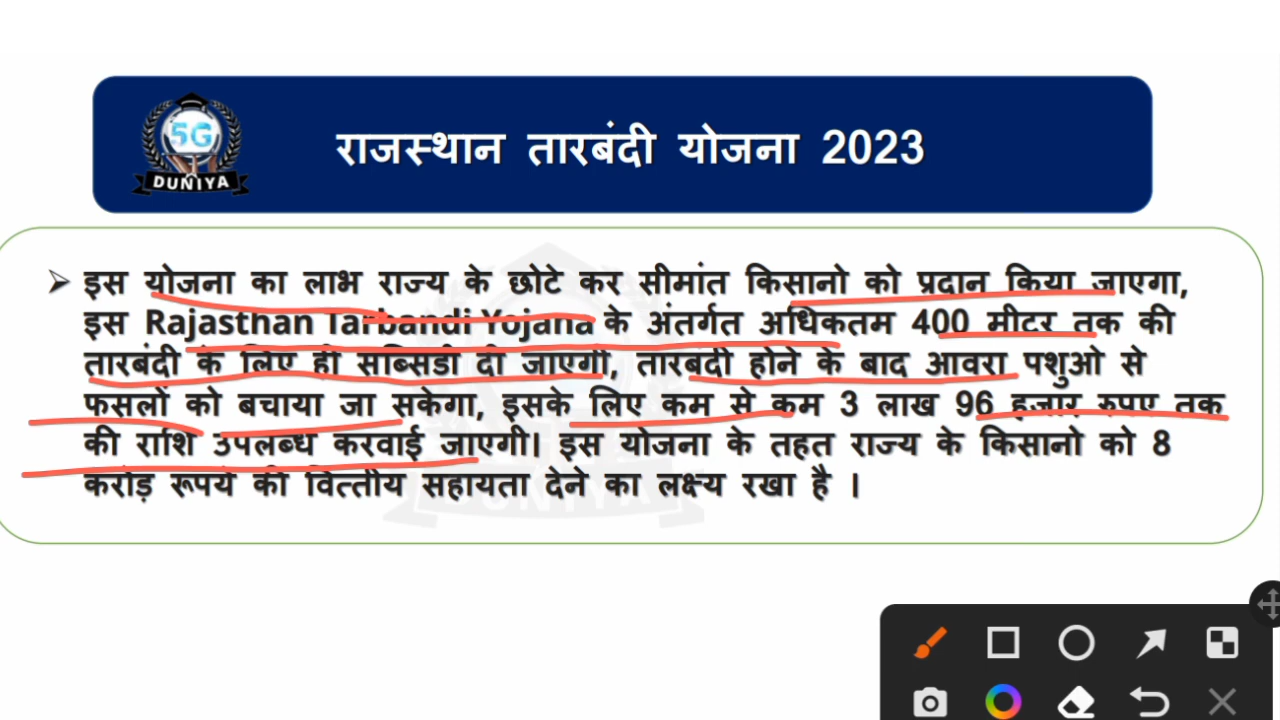 5G
DUNIYA
राजस्थान तारबंदी योजना 2023
इस योजना का लाभ राज्य के छोटे कर सीमांत किसानो को प्रदान किया जाएगा,
इस Rajasthan Tarbandi Yojana के अंतर्गत अधिकतम 400 मीटर तक की
तारबंदी के लिए ही सब्सिडी दी जाएगी, तारबदी होने के बाद आवरा पशुओ से
फसलों को बचाया जा सकेगा, इसके लिए कम से कम 3 लाख 96 हजार रुपए तक
की राशि उपलब्ध करवाई जाएगी। इस योजना के तहत राज्य के किसानो को 8
करोड़ रूपये की वित्तीय सहायता देने का लक्ष्य रखा है ।